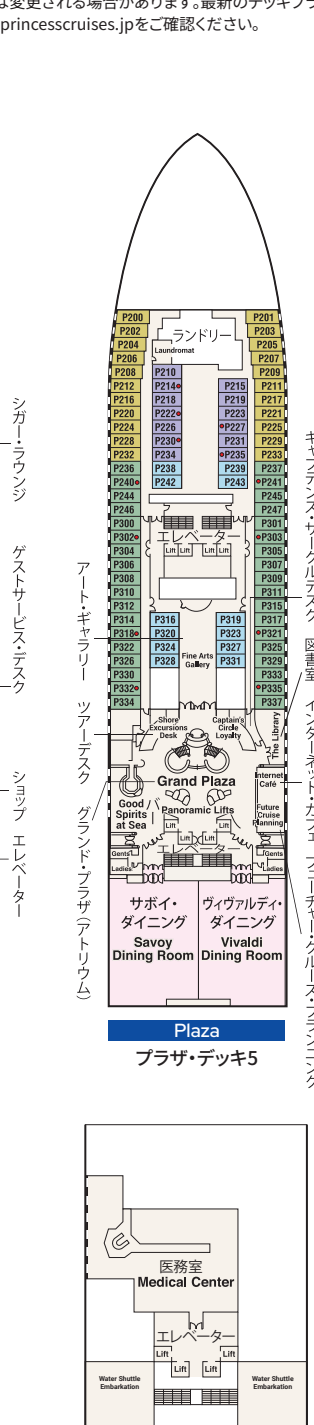 は変更される場合があります。最新のデッキプラ
princesscruises.jpをご確認ください。
P200 P201
P202 P203
P204 ランドリー P205
P206 Laundromat P207
P208 P210 P209
P212 P214 P215 P211
P216 P218 P219 P217
P220 P222 P223 P221
P224 P226 P227 P225
P228 P230 P231 P229
P232 P234 P235 P233
P236 P238 P239 P237
P240 P242 P243 P241
P244 P245
P246 P247
P300 P301
P302 エレベーター P303
P304 Lift Lift Lift Lift P305
P306 P307
P308 P309
P310 P311
P312 P315
P314 P316 P319 P317
P318 P320 P323 P321
P322 P324 P327 P325
P326 P328 Fine Arts Gallery P331 P329
P330 P333
P332 P335
P334 P337
Shore Excursions Desk
Captain's Circle Loyalty
The Library
Grand Plaza
Internet Café
Good Spirits at Sea
バー
Panoramic Lifts
Future Cruise Planning
Lift Lift
Lift Lift
エレベーター
Gents Gents
Ladies Ladies
サボイ・ダイニング
Savoy Dining Room
ヴィヴァルディ・ダイニング
Vivaldi Dining Room
シガー・ラウンジ
ゲストサービス・デスク
ショップ
エレベーター
アート・ギャラリー
ツアーデスク
グランド・プラザ(アトリウム)
キャプテンズ・サークルデスク
図書室
インターネット・カフェ
フューチャー・クルーズ・プランニング
Plaza
プラザ・デッキ5
医務室
Medical Center
エレベーター
Lift Lift
Lift Lift
Water Shuttle Embarkation
Water Shuttle Embarkation